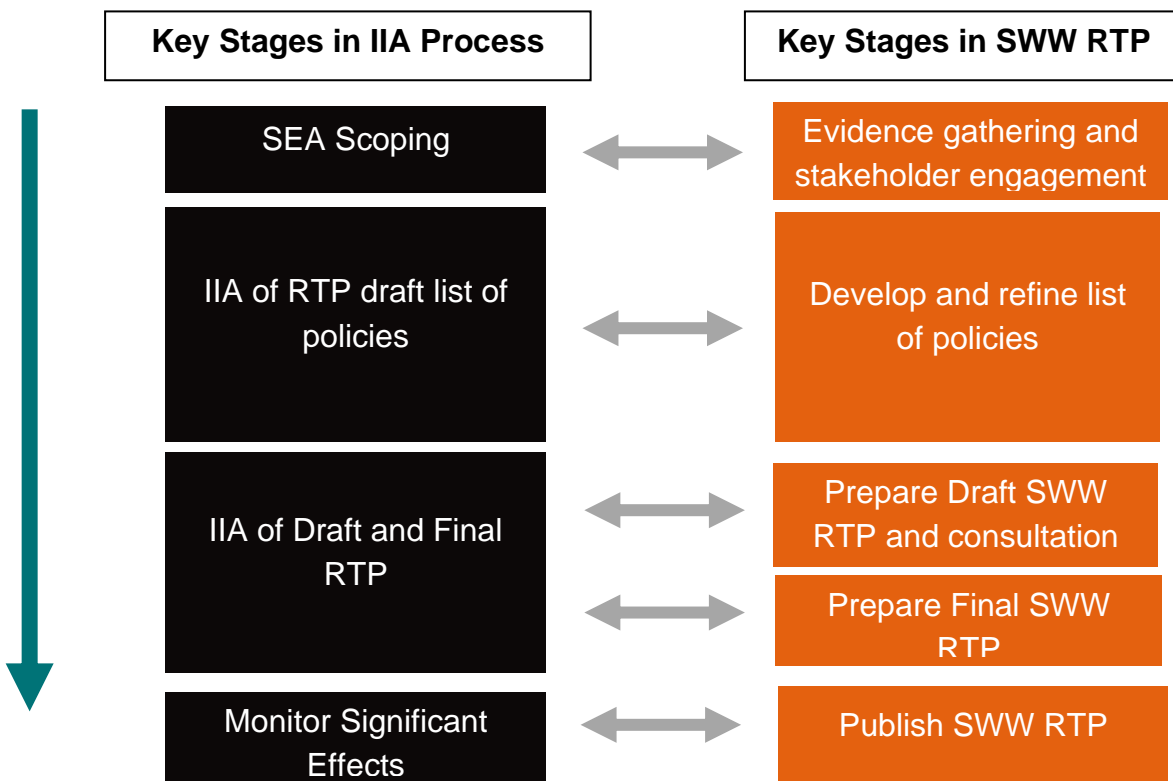 Key Stages in IIA Process
Key Stages in SWW RTP
SEA Scoping
Evidence gathering and
stakeholder engagement
IIA of RTP draft list of
policies
Develop and refine list
of policies
IIA of Draft and Final
RTP
Prepare Draft SWW
RTP and consultation
Prepare Final SWW
RTP
Monitor Significant
Effects
Publish SWW RTP